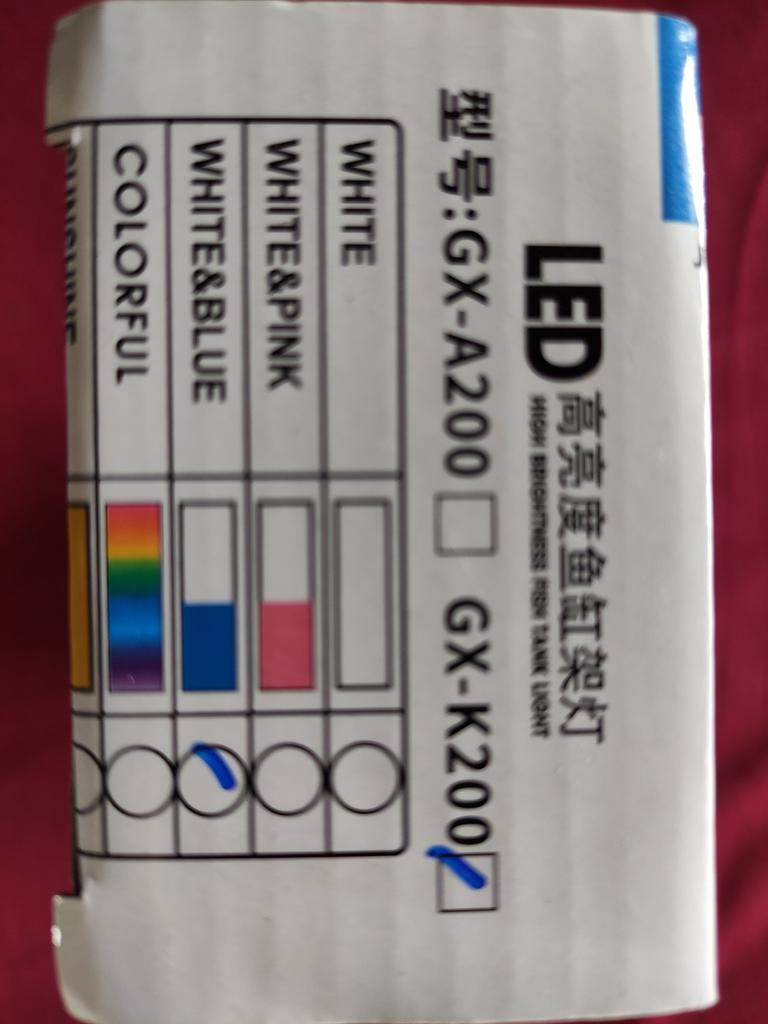 LED 高亮度鱼缸架灯
HIGH BRIGHTNESS FISH TANK LIGHT
型号:GX-A200 GX-K200
WHITE
WHITE&PINK
WHITE&BLUE
COLORFUL